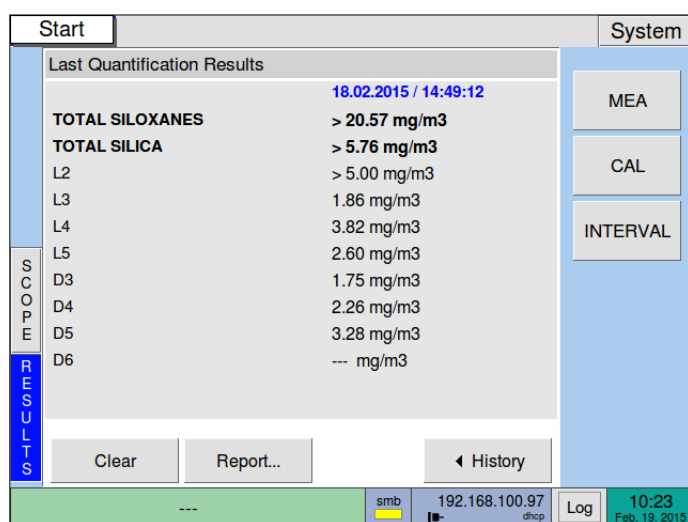 Start
System
Last Quantification Results
18.02.2015 / 14:49:12
TOTAL SILOXANES > 20.57 mg/m3
TOTAL SILICA > 5.76 mg/m3
L2 > 5.00 mg/m3
L3 1.86 mg/m3
L4 3.82 mg/m3
L5 2.60 mg/m3
D3 1.75 mg/m3
D4 2.26 mg/m3
D5 3.28 mg/m3
D6 --- mg/m3
MEA
CAL
INTERVAL
SCOPE
RESULTS
Clear
Report...
History
---
smb
192.168.100.97
dhcp
Log
10:23
Feb. 19, 2015